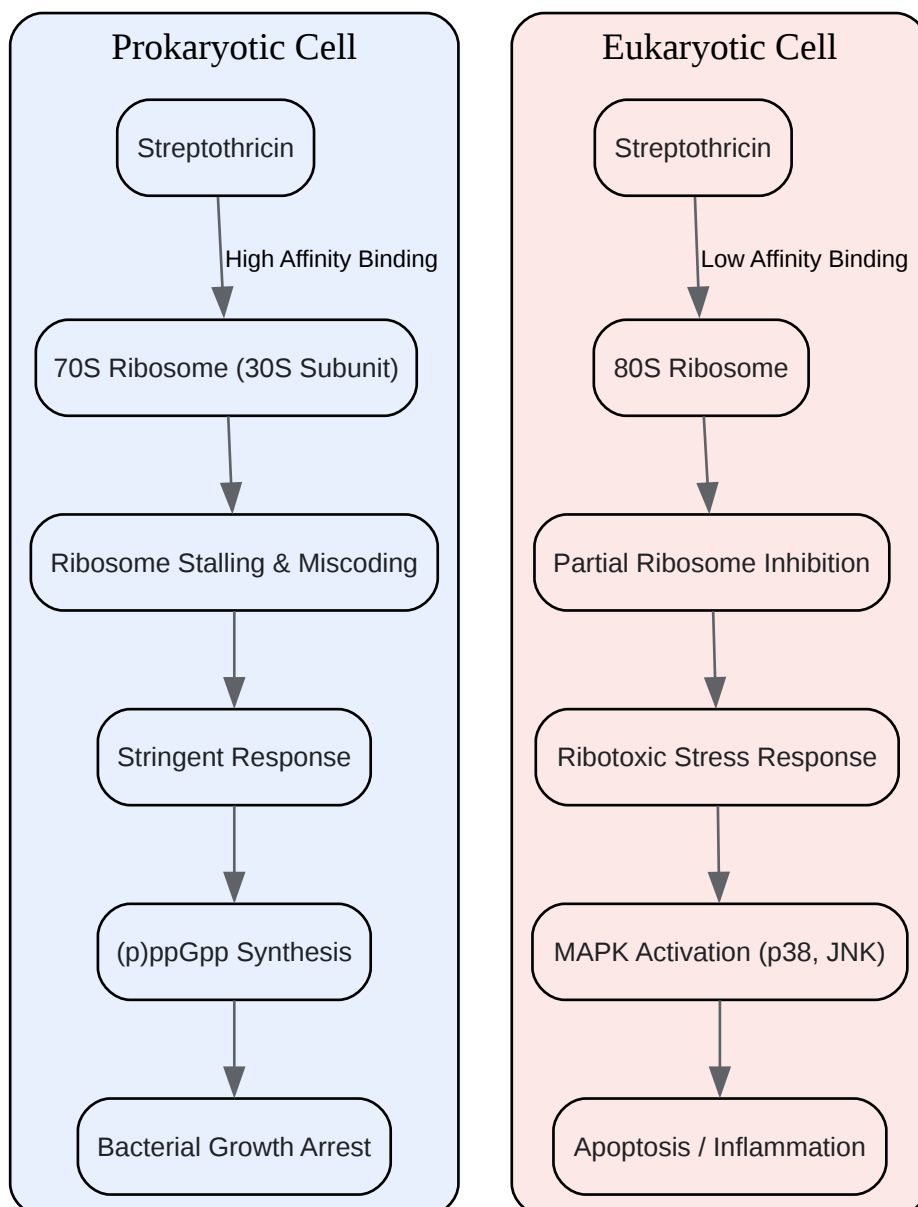 Prokaryotic Cell
Streptothricin
High Affinity Binding
70S Ribosome (30S Subunit)
Ribosome Stalling & Miscoding
Stringent Response
(p)ppGpp Synthesis
Bacterial Growth Arrest
Eukaryotic Cell
Streptothricin
Low Affinity Binding
80S Ribosome
Partial Ribosome Inhibition
Ribotoxic Stress Response
MAPK Activation (p38, JNK)
Apoptosis / Inflammation